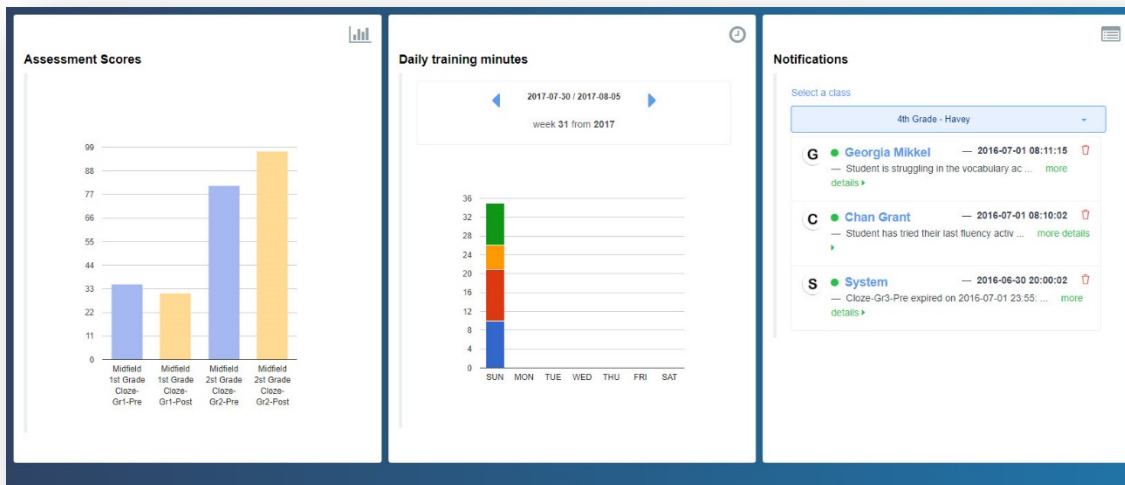 Assessment Scores
99
88
77
66
55
44
33
22
11
0
Midfield 1st Grade Cloze-Gr1-Pre
Midfield 1st Grade Cloze-Gr1-Post
Midfield 2st Grade Cloze-Gr2-Pre
Midfield 2st Grade Cloze-Gr2-Post
Daily training minutes
2017-07-30 / 2017-08-05
week 31 from 2017
36
32
28
24
20
16
12
8
4
0
SUN MON TUE WED THU FRI SAT
Notifications
Select a class
4th Grade - Havey
G Georgia Mikkel — 2016-07-01 08:11:15
— Student is struggling in the vocabulary ac ... more
details
C Chan Grant — 2016-07-01 08:10:02
— Student has tried their last fluency activ ... more details
S System — 2016-06-30 20:00:02
— Cloze-Gr3-Pre expired on 2016-07-01 23:55: ... more
details